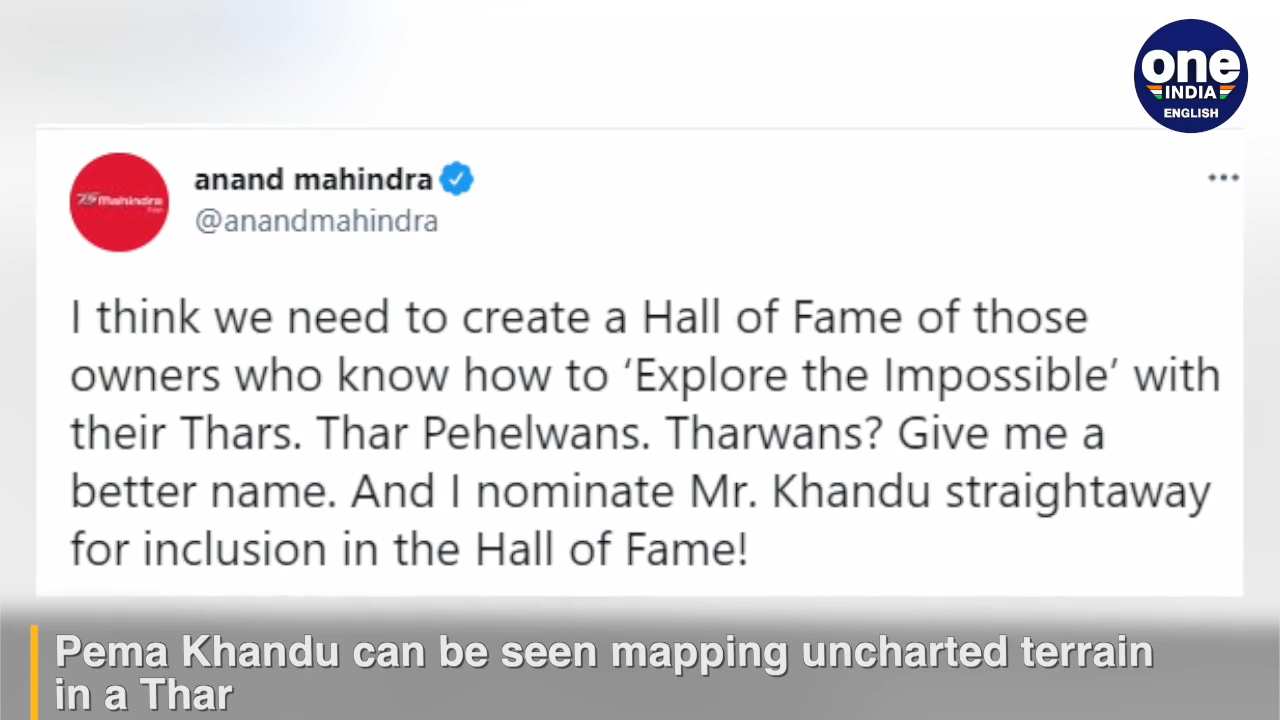 one
INDIA
ENGLISH
anand mahindra
@anandmahindra
75 Mahindra
I think we need to create a Hall of Fame of those
owners who know how to ‘Explore the Impossible’ with
their Thars. Thar Pehelwans. Tharwans? Give me a
better name. And I nominate Mr. Khandu straightaway
for inclusion in the Hall of Fame!
Pema Khandu can be seen mapping uncharted terrain
in a Thar